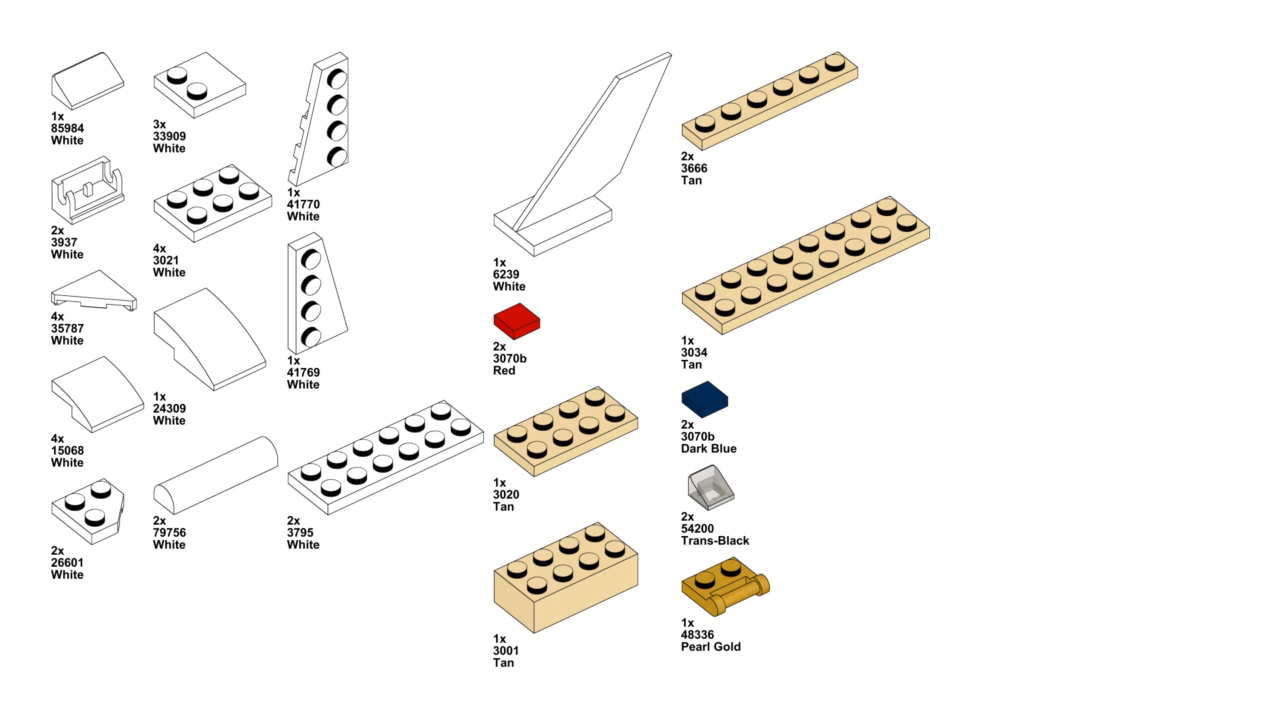 1x
85984
White
2x
3937
White
4x
35787
White
4x
15068
White
2x
26601
White
3x
33909
White
4x
3021
White
1x
24309
White
2x
79756
White
1x
41770
White
1x
41769
White
2x
3795
White
1x
6239
White
2x
3070b
Red
1x
3020
Tan
1x
3001
Tan
2x
3666
Tan
1x
3034
Tan
2x
3070b
Dark Blue
2x
54200
Trans-Black
1x
48336
Pearl Gold